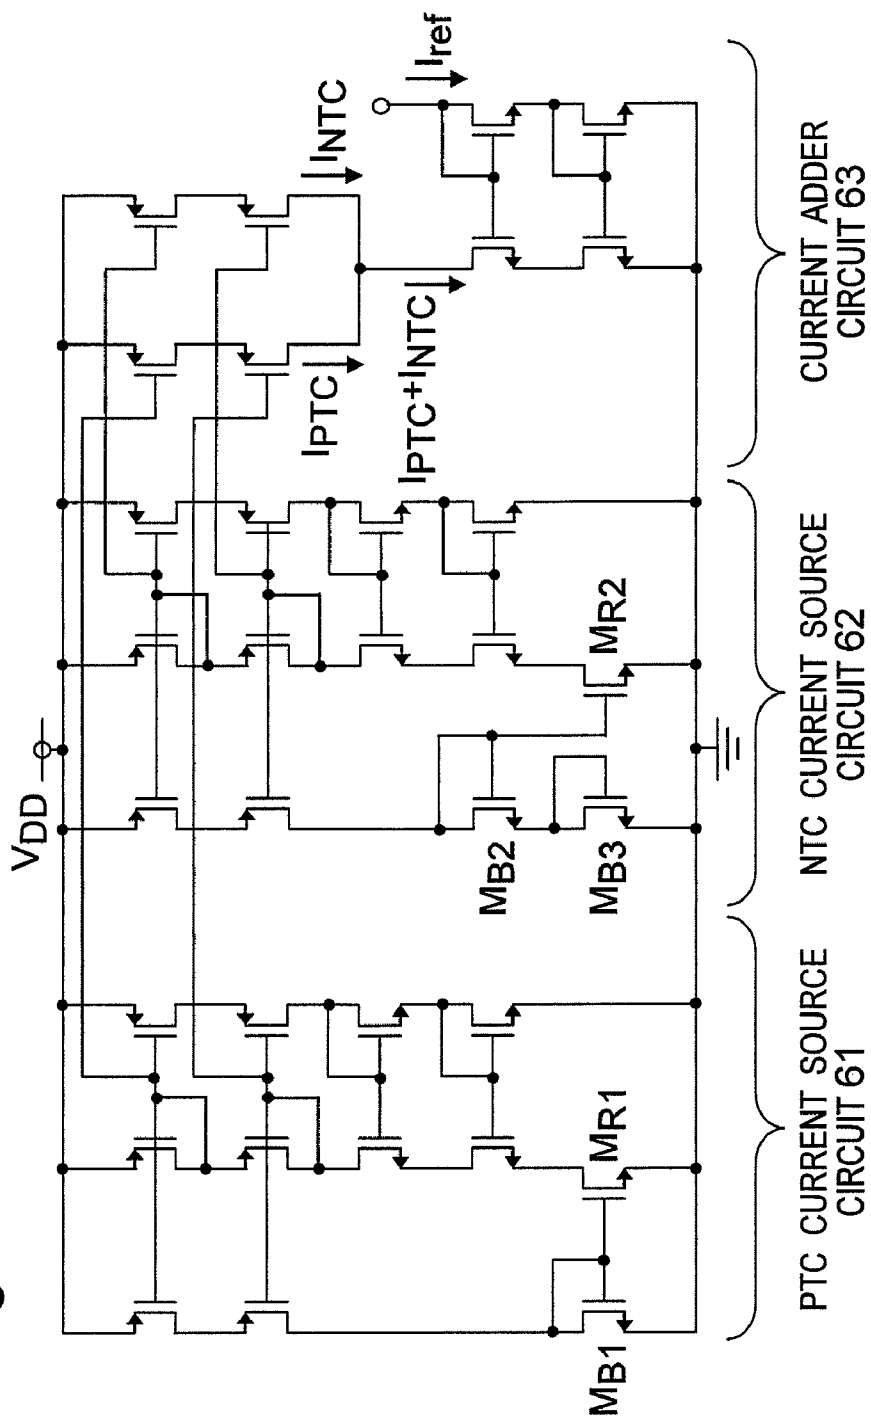 VDD
MB1
MR1
MB2
MB3
MR2
IPTC
INTC
IPTC+INTC
Iref
PTC CURRENT SOURCE
CIRCUIT 61
NTC CURRENT SOURCE
CIRCUIT 62
CURRENT ADDER
CIRCUIT 63